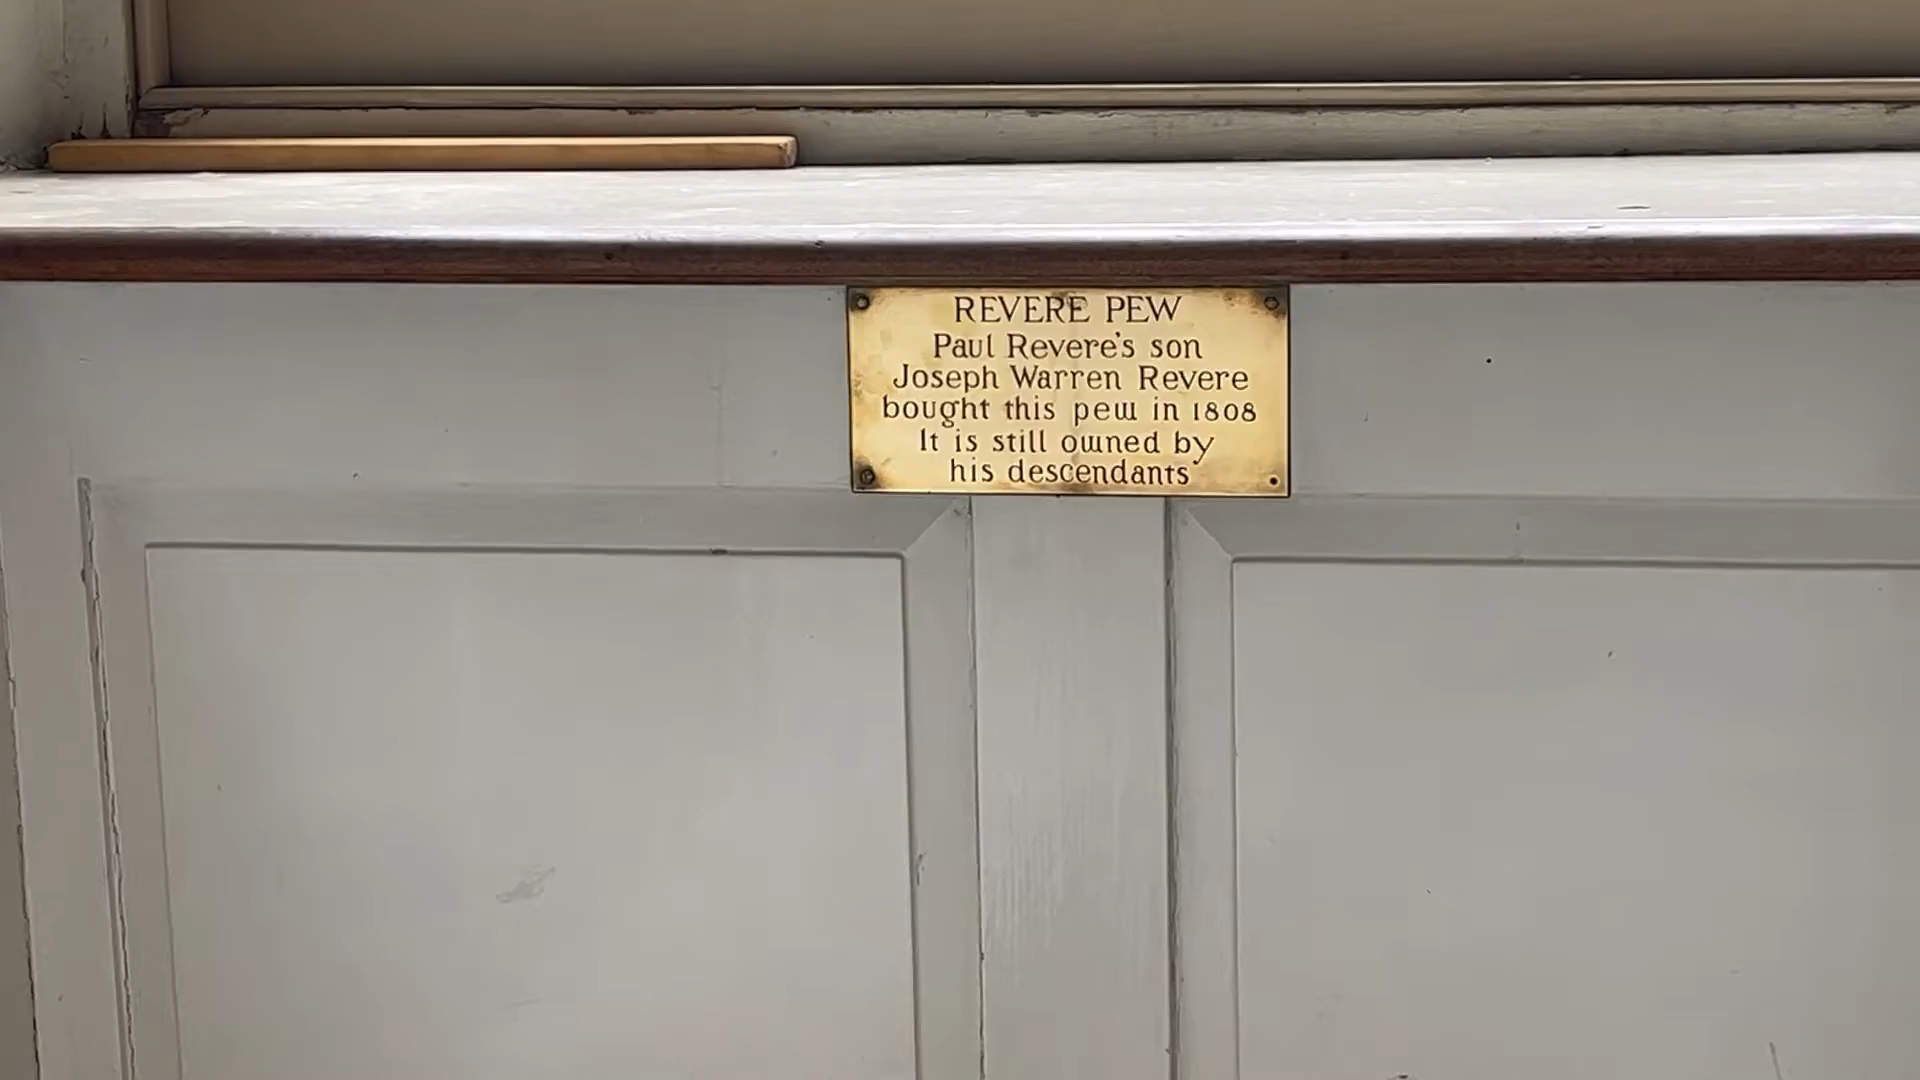 REVERE PEW
Paul Revere's son
Joseph Warren Revere
bought this pew in 1808
It is still owned by
his descendants